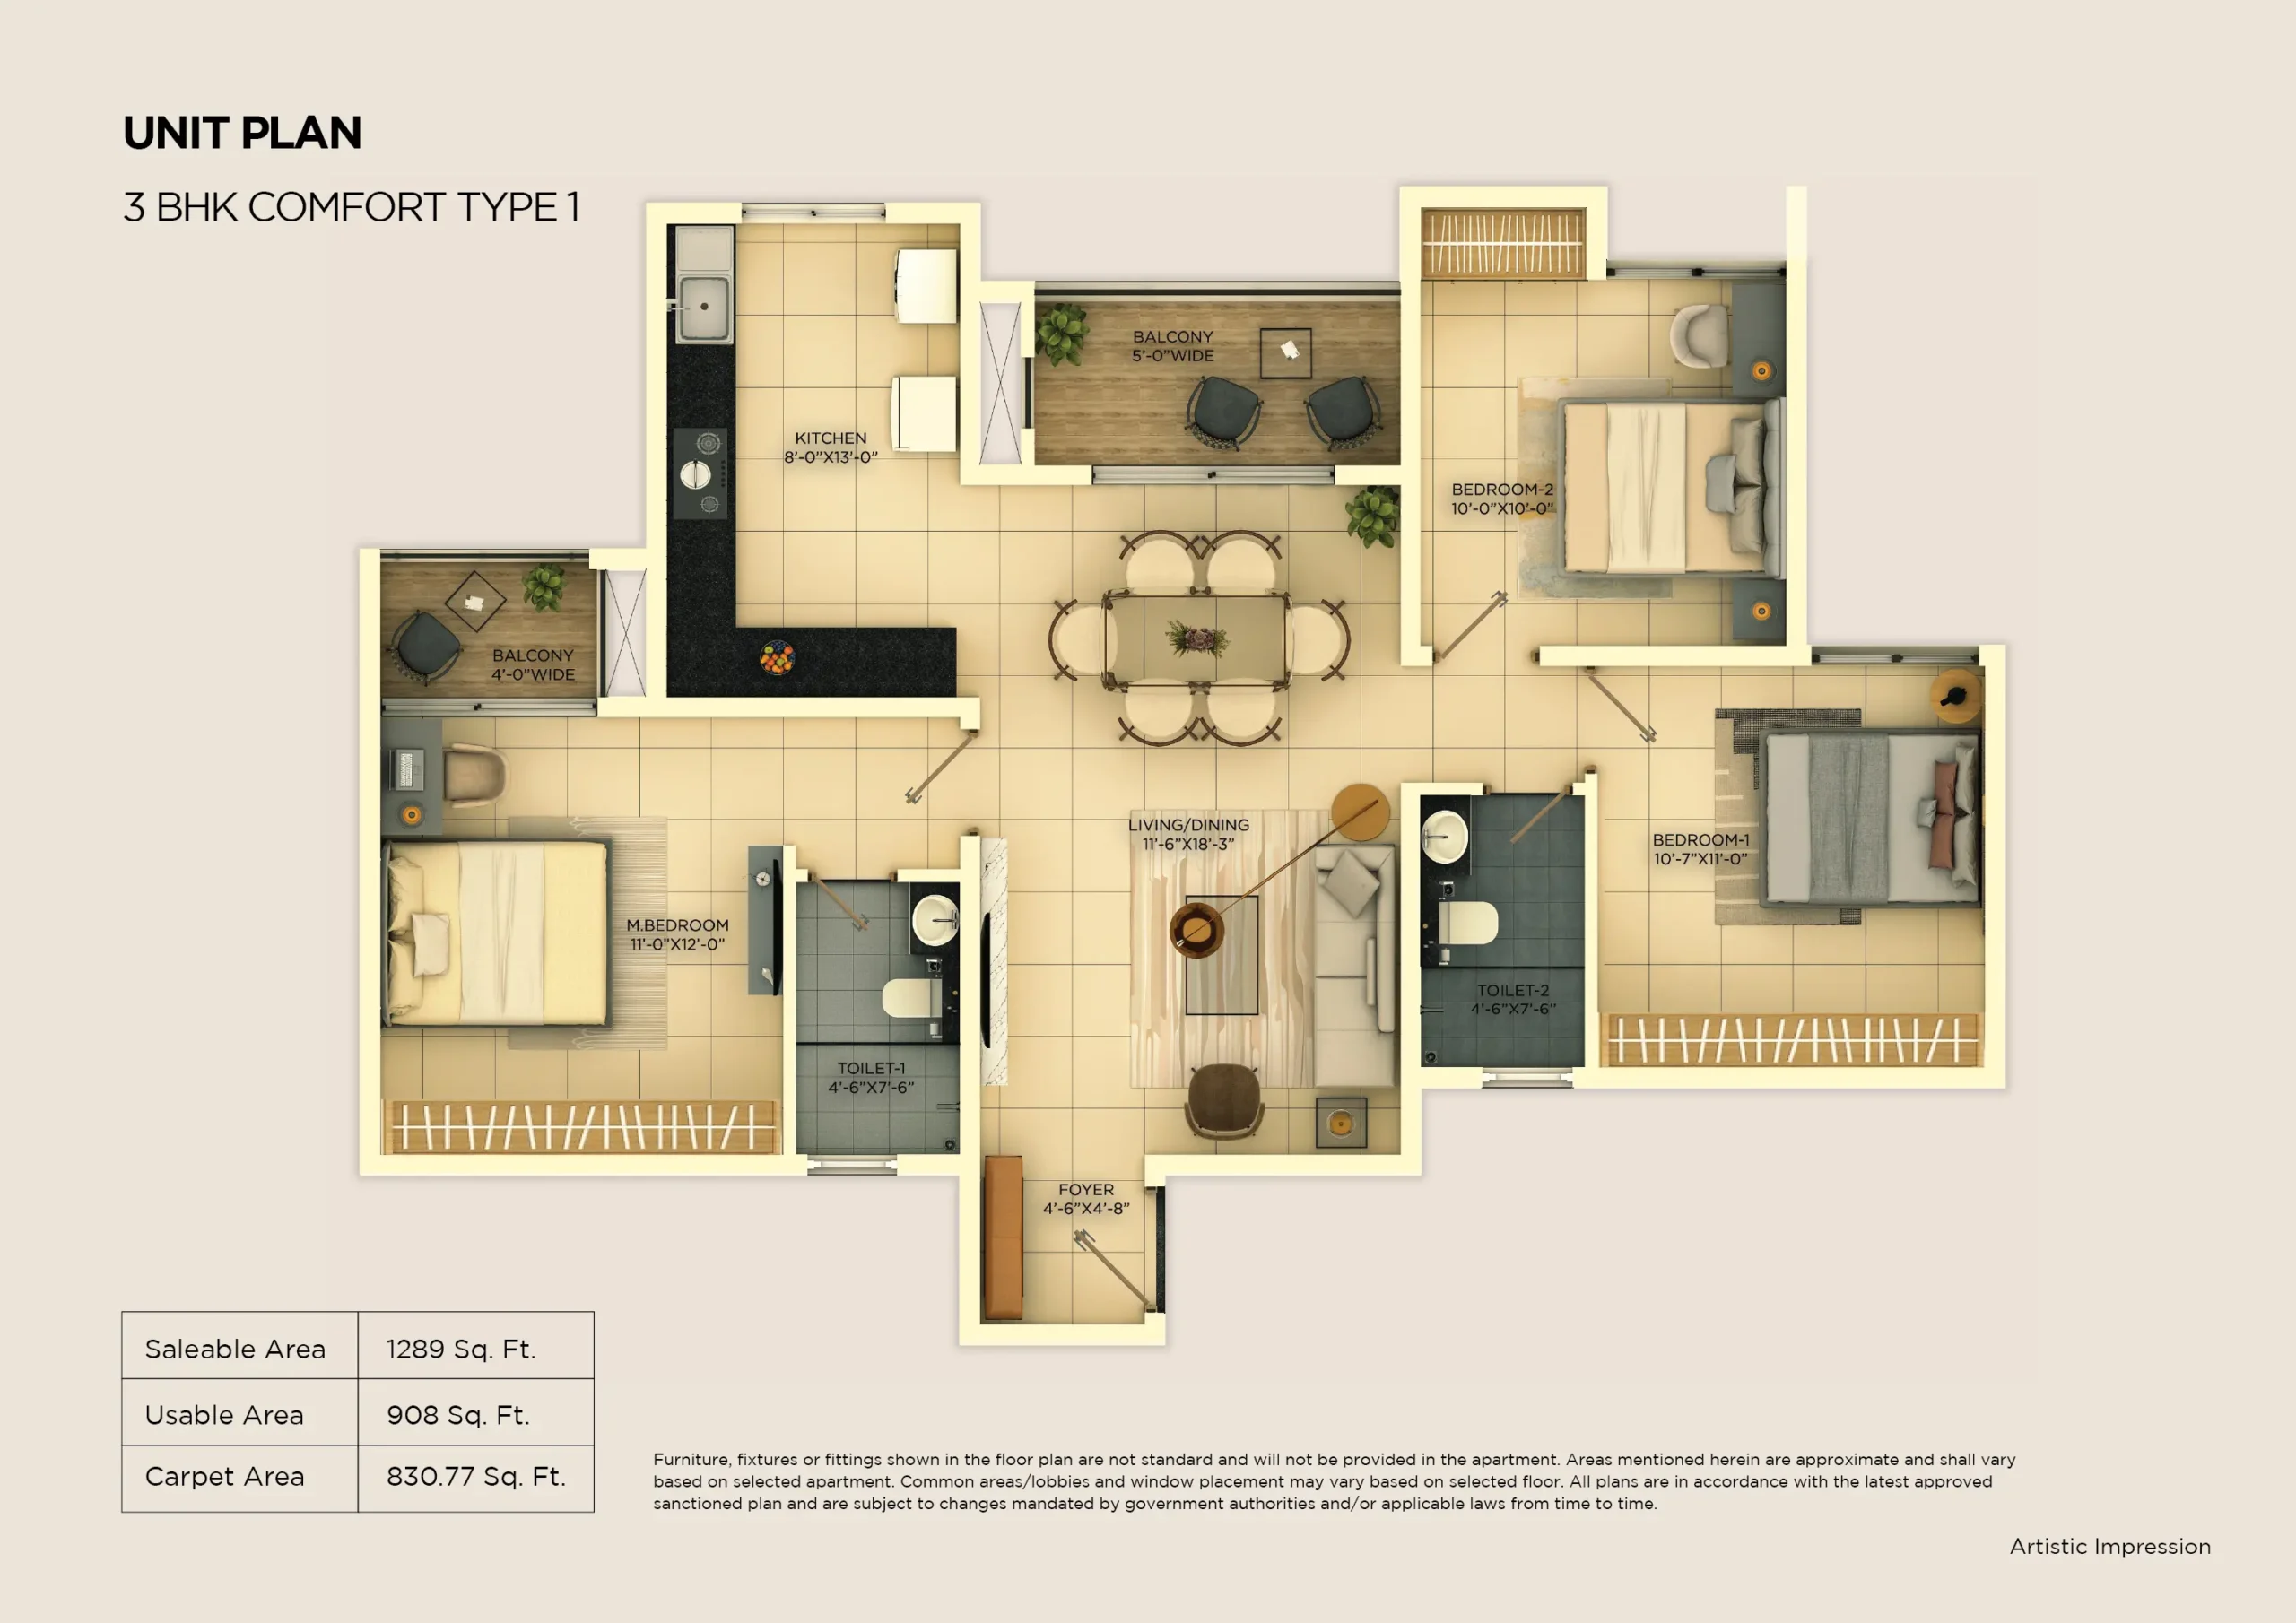 UNIT PLAN
3 BHK COMFORT TYPE 1
BALCONY
5'-0”WIDE
KITCHEN
8'-0”X13'-0”
BEDROOM-2
10'-0”X10'-0”
BALCONY
4'-0”WIDE
LIVING/DINING
11'-6”X18'-3”
BEDROOM-1
10'-7”X11'-0”
M.BEDROOM
11'-0”X12'-0”
TOILET-2
4'-6”X7'-6”
TOILET-1
4'-6”X7'-6”
FOYER
4'-6”X4'-8”
Saleable Area 1289 Sq. Ft.
Usable Area 908 Sq. Ft.
Carpet Area 830.77 Sq. Ft.
Furniture, fixtures or fittings shown in the floor plan are not standard and will not be provided in the apartment. Areas mentioned herein are approximate and shall vary
based on selected apartment. Common areas/lobbies and window placement may vary based on selected floor. All plans are in accordance with the latest approved
sanctioned plan and are subject to changes mandated by government authorities and/or applicable laws from time to time.
Artistic Impression